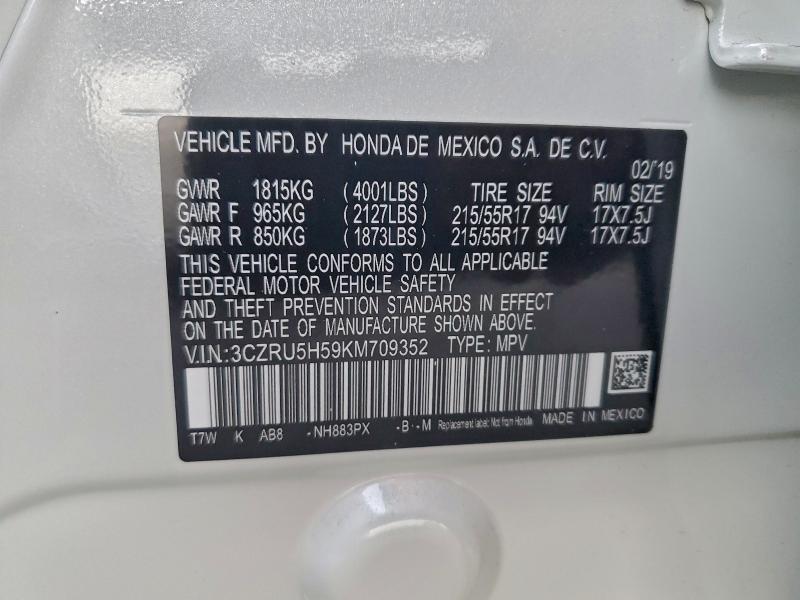 VEHICLE MFD. BY HONDA DE MEXICO S.A. DE C.V.
02/'19
GVWR 1815KG (4001LBS) TIRE SIZE RIM SIZE
GAWR F 965KG (2127LBS) 215/55R17 94V 17X7.5J
GAWR R 850KG (1873LBS) 215/55R17 94V 17X7.5J
THIS VEHICLE CONFORMS TO ALL APPLICABLE
FEDERAL MOTOR VEHICLE SAFETY
AND THEFT PREVENTION STANDARDS IN EFFECT
ON THE DATE OF MANUFACTURE SHOWN ABOVE.
V.I.N.:3CZRU5H59KM709352 TYPE: MPV
T7W K AB8 -NH883PX -B--M Replacement label: Not from Honda. MADE IN MEXICO